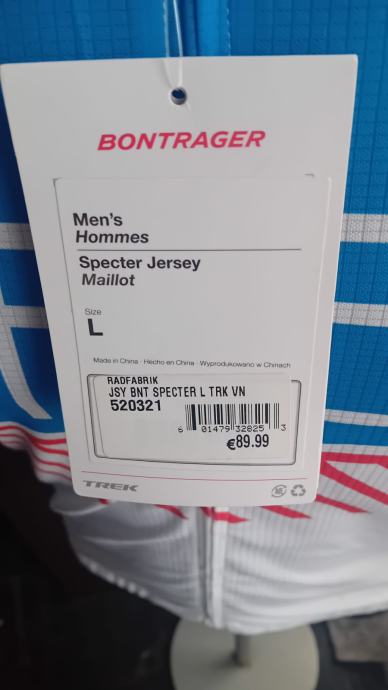 BONTRAGER
Men's
Hommes
Specter Jersey
Maillot
Size
L
Made in China · Hecho en China · Wyprodukowano w Chinach
RADFABRIK
JSY BNT SPECTER L TRK VN
520321
6 01479 32825 3
€89.99
TREK